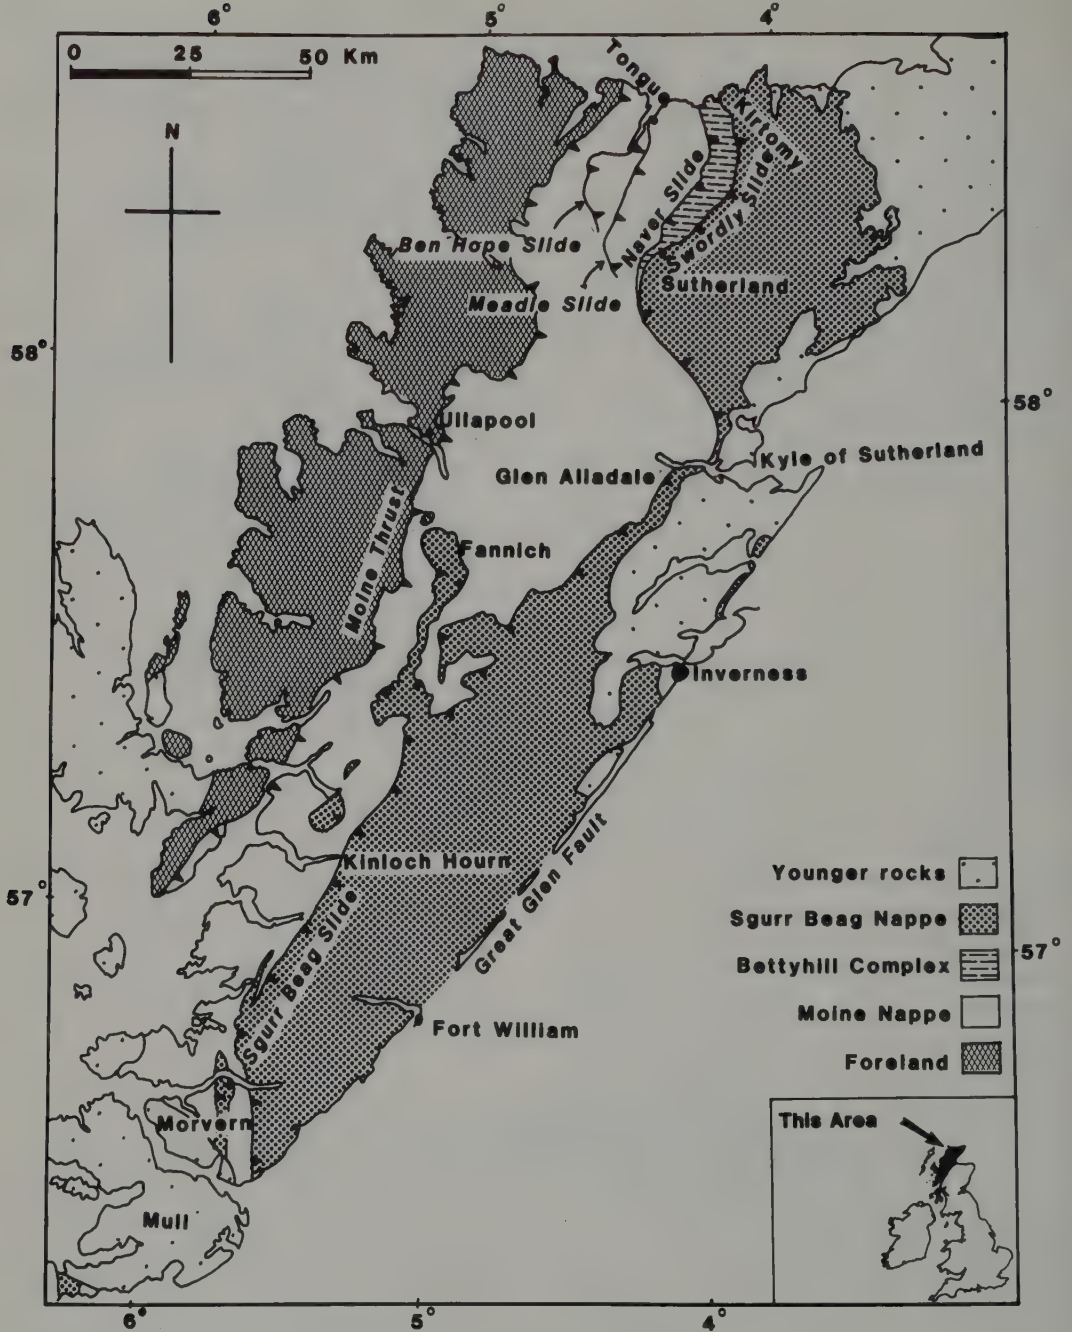 6° 5° 4°
0 25 50 Km
N
Tongue
Kirtomy
Naver Slide
Swordly Slide
Ben Hope Slide
Sutherland
Meadie Slide
58°
58°
Ullapool
Kyle of Sutherland
Glen Alladale
Moine Thrust
Fannich
Inverness
Great Glen Fault
Kinloch Hourn
57°
57°
Sgurr Beag Slide
Fort William
Morvern
Mull
Younger rocks
Sgurr Beag Nappe
Bettyhill Complex
Moine Nappe
Foreland
This Area
6° 5° 4°